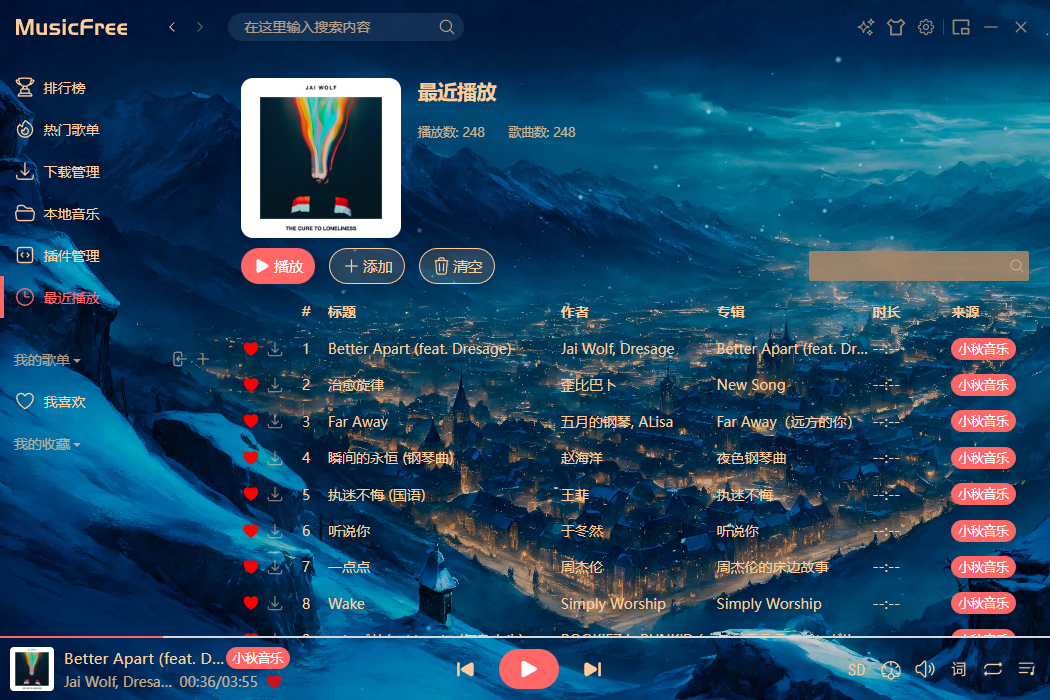 MusicFree
在这里输入搜索内容
排行榜
热门歌单
下载管理
本地音乐
插件管理
最近播放
我的歌单
我喜欢
我的收藏
JAI WOLF
THE CURE TO LONELINESS
最近播放
播放数: 248 歌曲数: 248
播放 添加 清空
# 标题 作者 专辑 时长 来源
1 Better Apart (feat. Dresage) Jai Wolf, Dresage Better Apart (feat. Dr... --:-- 小秋音乐
2 治愈旋律 歪比巴卜 New Song --:-- 小秋音乐
3 Far Away 五月的钢琴, ALisa Far Away（远方的你） --:-- 小秋音乐
4 瞬间的永恒 (钢琴曲) 赵海洋 夜色钢琴曲 --:-- 小秋音乐
5 执迷不悔 (国语) 王菲 执迷不悔 --:-- 小秋音乐
6 听说你 于冬然 听说你 --:-- 小秋音乐
7 一点点 周杰伦 周杰伦的床边故事 --:-- 小秋音乐
8 Wake Simply Worship Simply Worship --:-- 小秋音乐
Better Apart (feat. D... 小秋音乐
Jai Wolf, Dresa... 00:36/03:55
SD 词